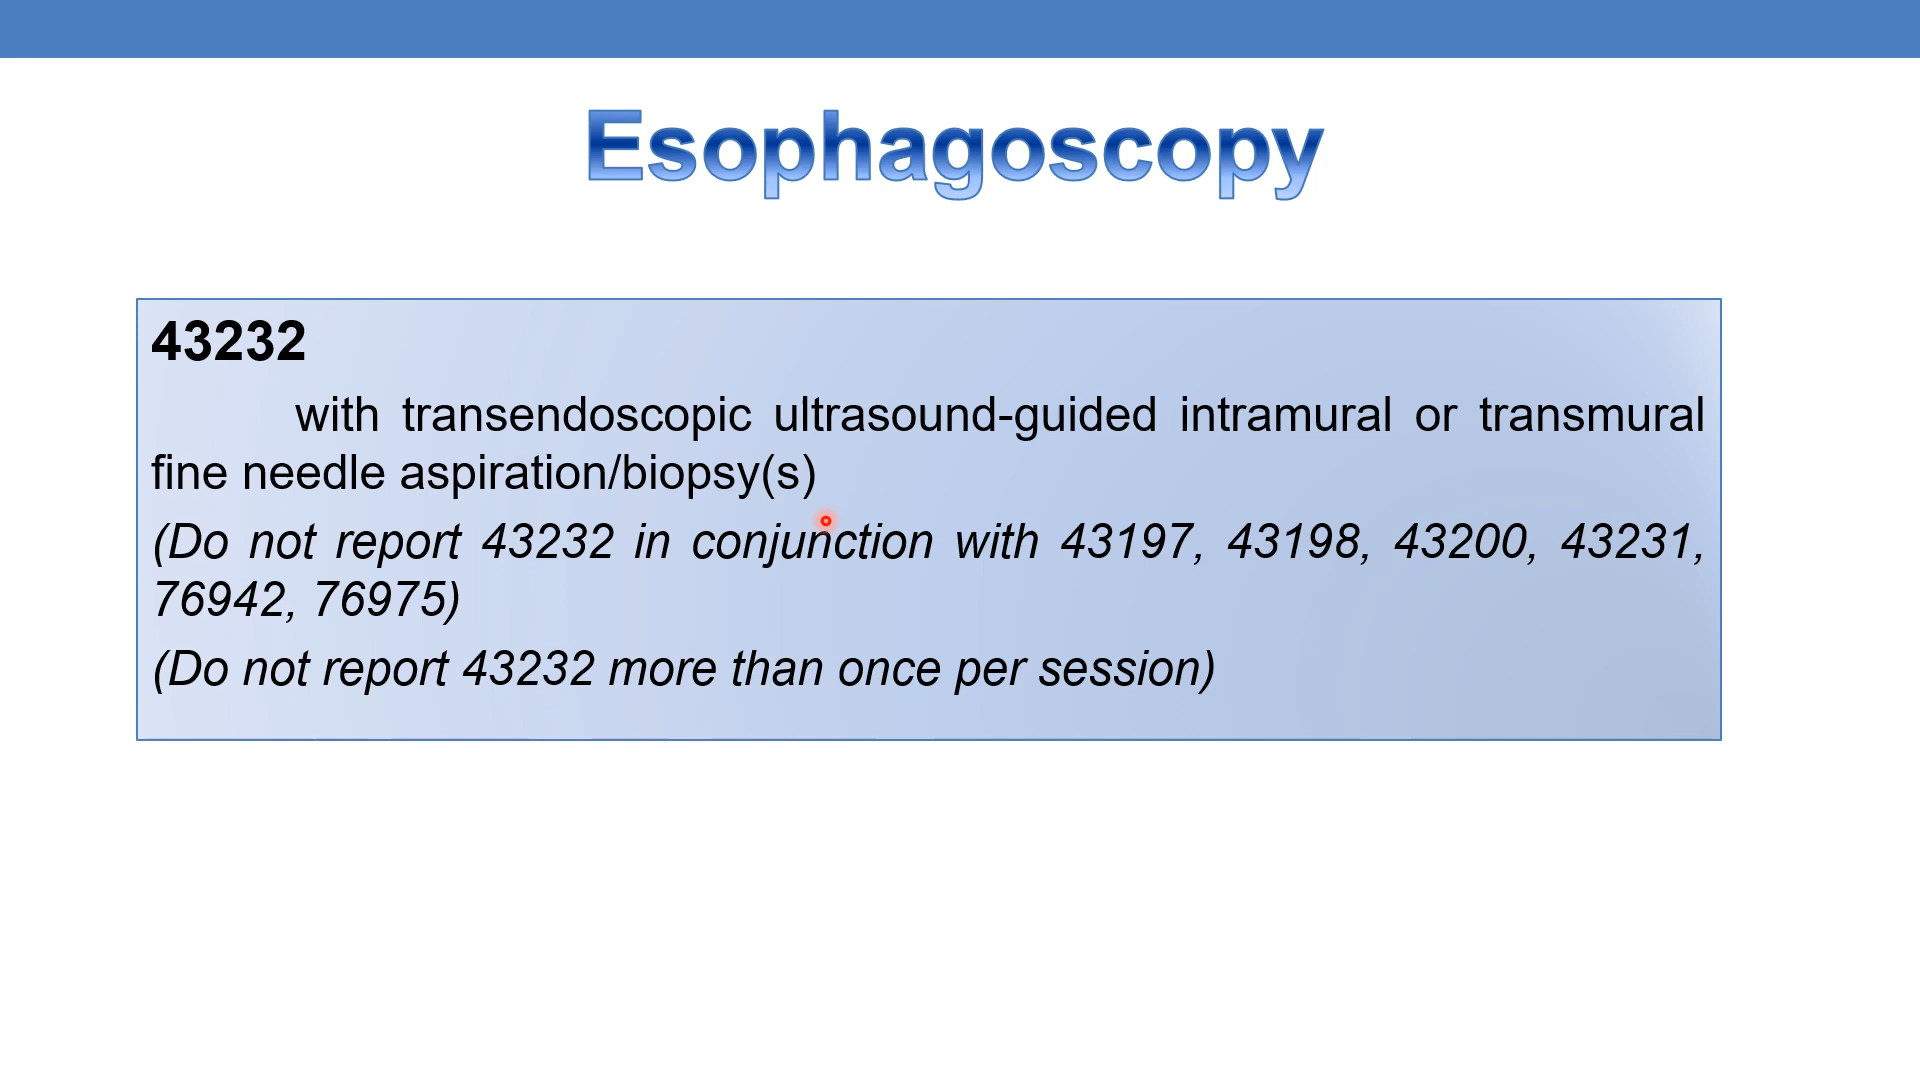 Esophagoscopy
43232
with transendoscopic ultrasound-guided intramural or transmural
fine needle aspiration/biopsy(s)
(Do not report 43232 in conjunction with 43197, 43198, 43200, 43231,
76942, 76975)
(Do not report 43232 more than once per session)